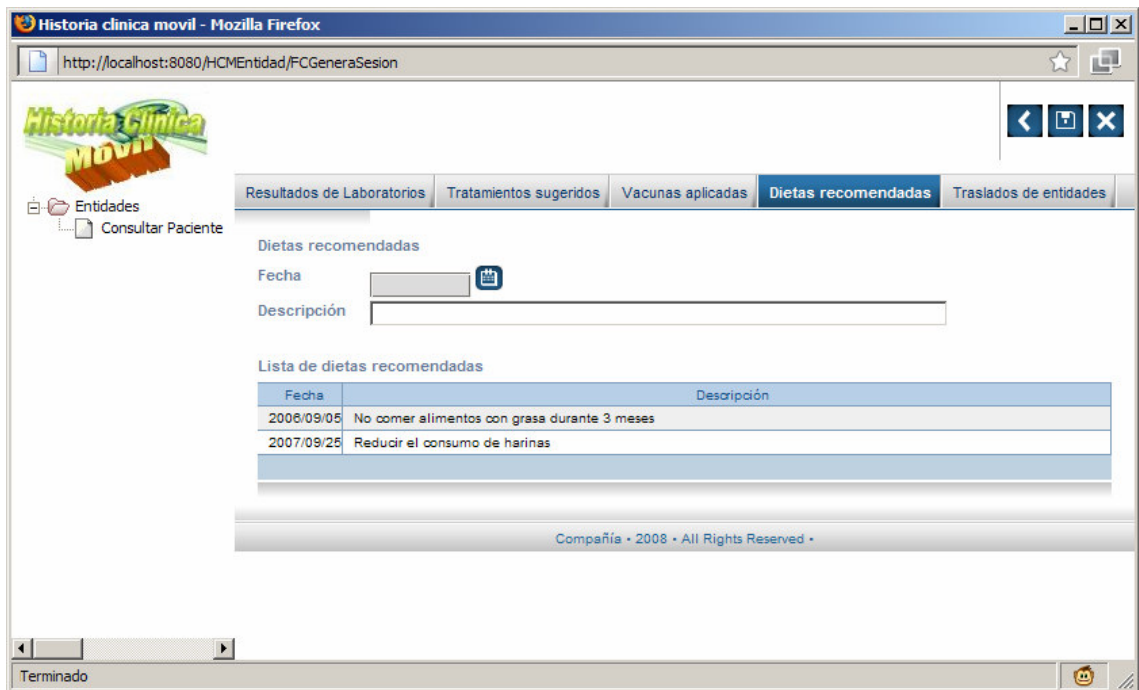 Historia clinica movil - Mozilla Firefox
http://localhost:8080/HCMEntidad/FCGeneraSesion
Historia Clinica
Movil
Entidades
Consultar Paciente
Resultados de Laboratorios Tratamientos sugeridos Vacunas aplicadas Dietas recomendadas Traslados de entidades
Dietas recomendadas
Fecha
Descripción
Lista de dietas recomendadas
Fecha Descripción
2006/09/05 No comer alimentos con grasa durante 3 meses
2007/09/25 Reducir el consumo de harinas
Compañía • 2008 • All Rights Reserved •
Terminado